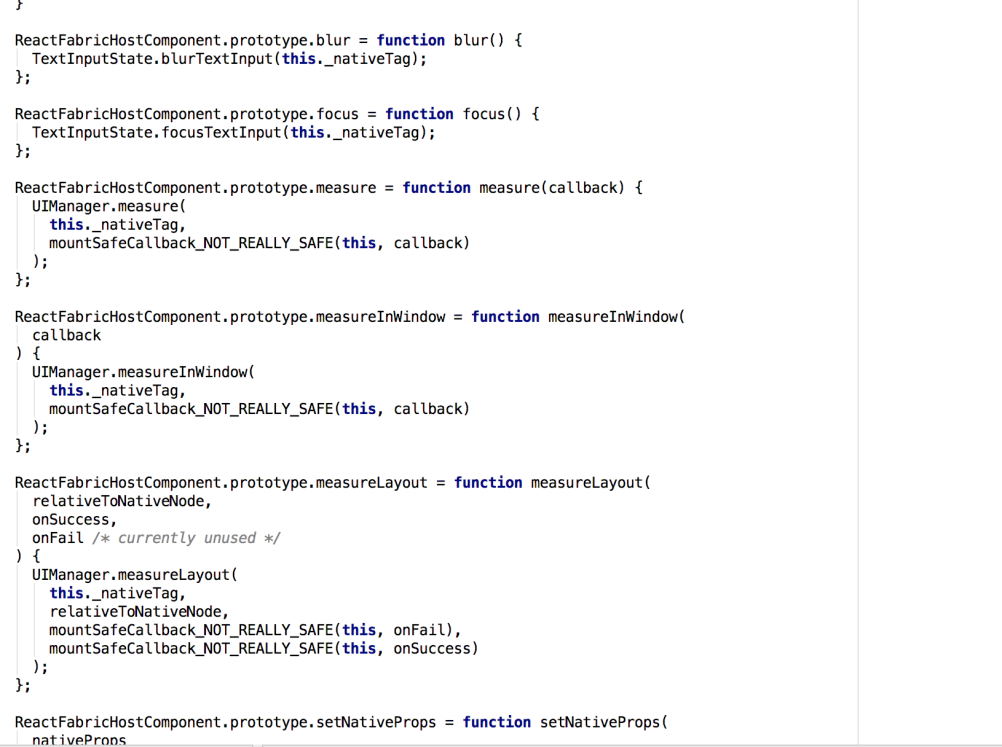 }
ReactFabricHostComponent.prototype.blur = function blur() {
  TextInputState.blurTextInput(this._nativeTag);
};

ReactFabricHostComponent.prototype.focus = function focus() {
  TextInputState.focusTextInput(this._nativeTag);
};

ReactFabricHostComponent.prototype.measure = function measure(callback) {
  UIManager.measure(
    this._nativeTag,
    mountSafeCallback_NOT_REALLY_SAFE(this, callback)
  );
};

ReactFabricHostComponent.prototype.measureInWindow = function measureInWindow(
  callback
) {
  UIManager.measureInWindow(
    this._nativeTag,
    mountSafeCallback_NOT_REALLY_SAFE(this, callback)
  );
};

ReactFabricHostComponent.prototype.measureLayout = function measureLayout(
  relativeToNativeNode,
  onSuccess,
  onFail /* currently unused */
) {
  UIManager.measureLayout(
    this._nativeTag,
    relativeToNativeNode,
    mountSafeCallback_NOT_REALLY_SAFE(this, onFail),
    mountSafeCallback_NOT_REALLY_SAFE(this, onSuccess)
  );
};

ReactFabricHostComponent.prototype.setNativeProps = function setNativeProps(
  nativeProps